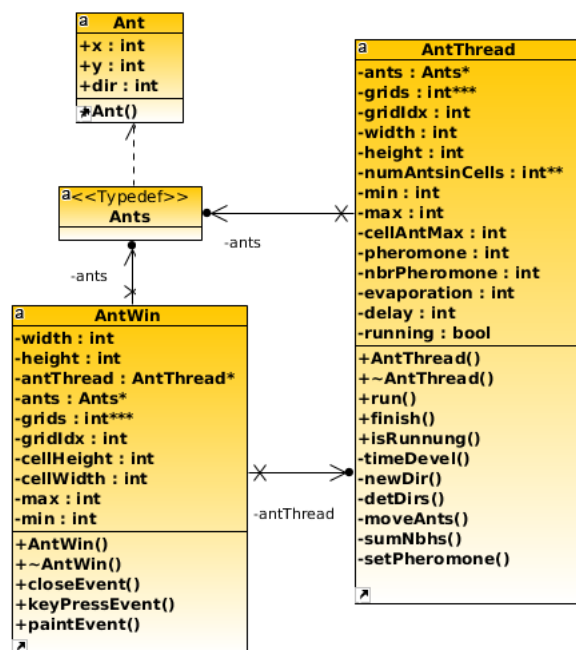 a
Ant
+x : int
+y : int
+dir : int
+Ant()
a
<<Typedef>>
Ants
-ants
-ants
a
AntWin
-width : int
-height : int
-antThread : AntThread*
-ants : Ants*
-grids : int***
-gridIdx : int
-cellHeight : int
-cellWidth : int
-max : int
-min : int
+AntWin()
+~AntWin()
+closeEvent()
+keyPressEvent()
+paintEvent()
-antThread
a
AntThread
-ants : Ants*
-grids : int***
-gridIdx : int
-width : int
-height : int
-numAntsinCells : int**
-min : int
-max : int
-cellAntMax : int
-pheromone : int
-nbrPheromone : int
-evaporation : int
-delay : int
-running : bool
+AntThread()
+~AntThread()
+run()
+finish()
+isRunnung()
-timeDevel()
-newDir()
-detDirs()
-moveAnts()
-sumNbhs()
-setPheromone()